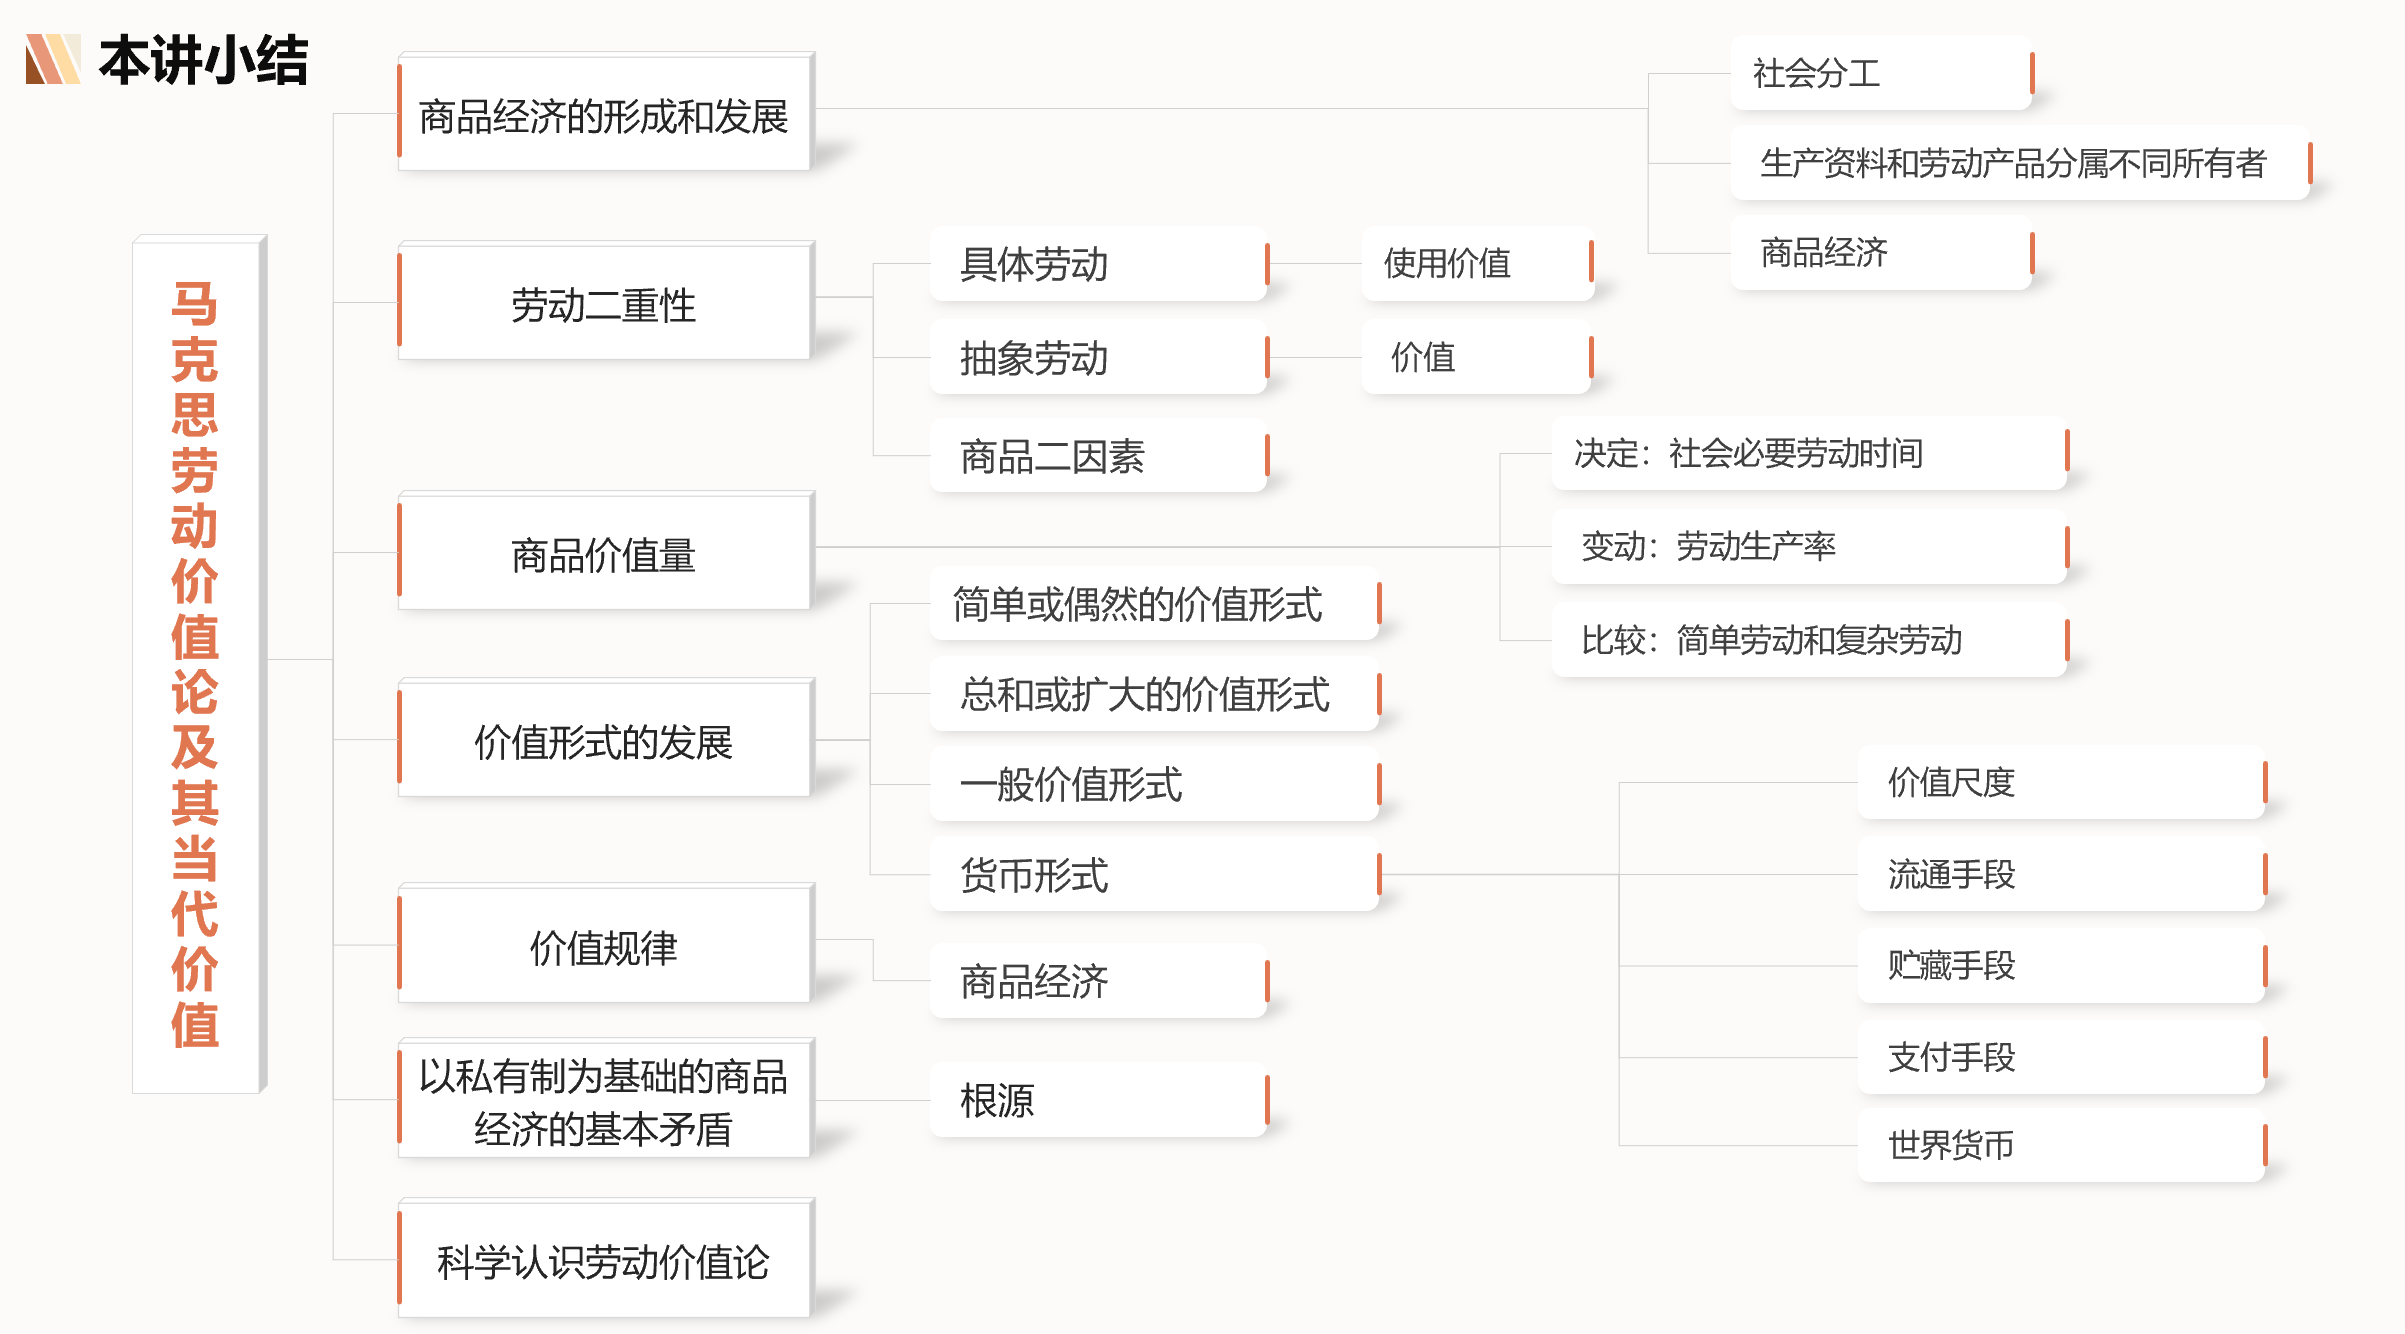 本讲小结
马克思劳动价值论及其当代价值
商品经济的形成和发展
社会分工
生产资料和劳动产品分属不同所有者
商品经济
劳动二重性
具体劳动
使用价值
抽象劳动
价值
商品二因素
商品价值量
决定：社会必要劳动时间
变动：劳动生产率
比较：简单劳动和复杂劳动
价值形式的发展
简单或偶然的价值形式
总和或扩大的价值形式
一般价值形式
货币形式
价值尺度
流通手段
贮藏手段
支付手段
世界货币
价值规律
商品经济
以私有制为基础的商品
经济的基本矛盾
根源
科学认识劳动价值论